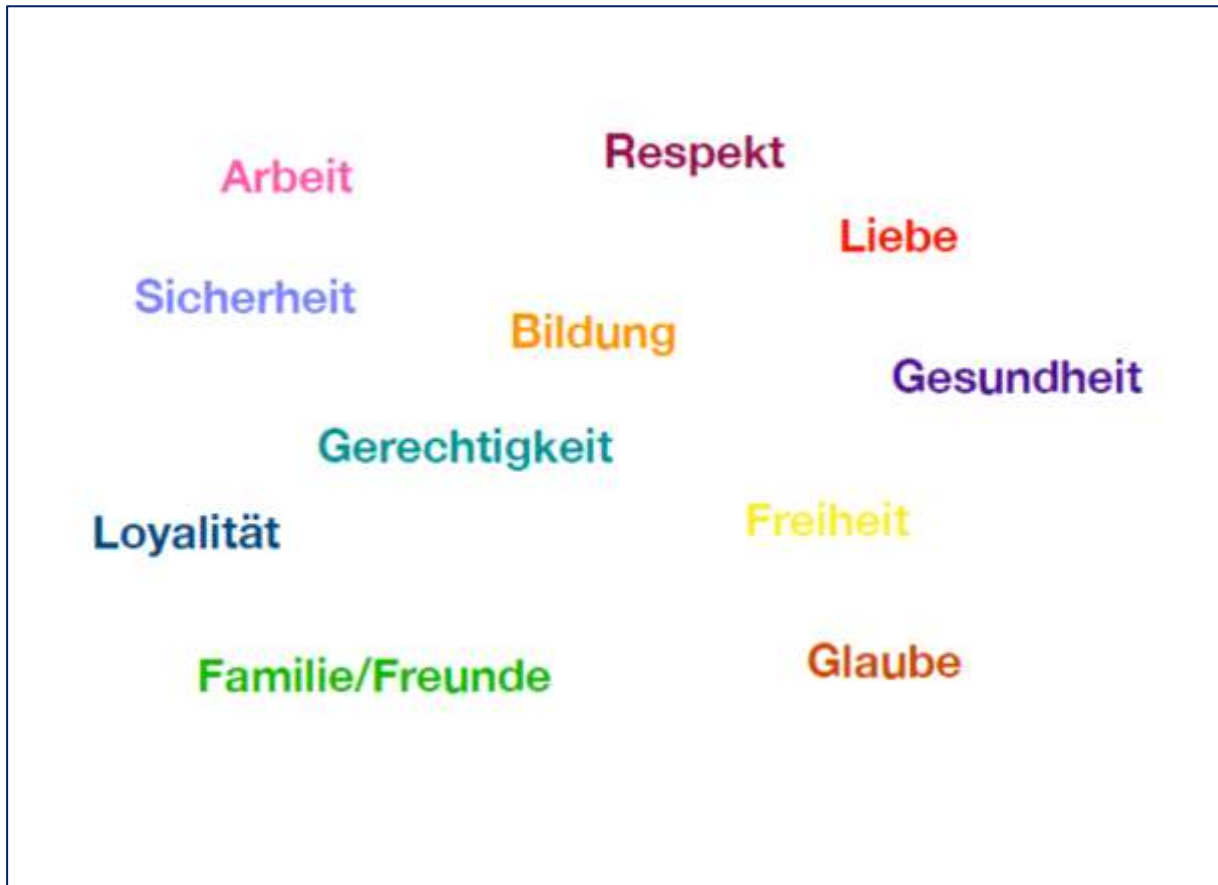 Respekt
Arbeit
Liebe
Sicherheit
Bildung
Gesundheit
Gerechtigkeit
Freiheit
Loyalität
Glaube
Familie/Freunde